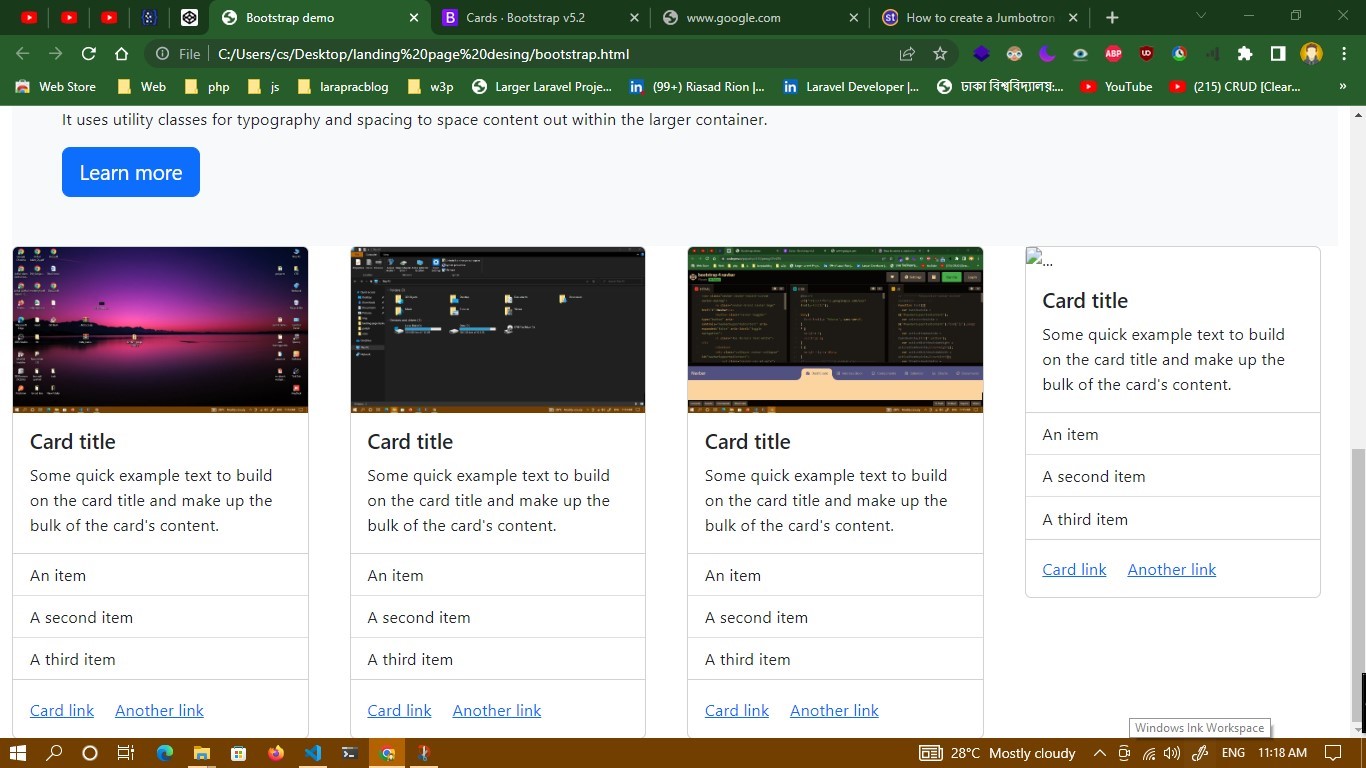 Bootstrap demo
Cards · Bootstrap v5.2
www.google.com
How to create a Jumbotron
File
C:/Users/cs/Desktop/landing%20page%20desing/bootstrap.html
ABP
Web Store
Web
php
js
larapracblog
w3p
Larger Laravel Proje...
(99+) Riasad Rion |...
Laravel Developer |...
ঢাকা বিশ্ববিদ্যালয়:...
YouTube
(215) CRUD [Clear...
»
It uses utility classes for typography and spacing to space content out within the larger container.
Learn more
Card title
Some quick example text to build
on the card title and make up the
bulk of the card's content.
An item
A second item
A third item
Card link Another link
Card title
Some quick example text to build
on the card title and make up the
bulk of the card's content.
An item
A second item
A third item
Card link Another link
Card title
Some quick example text to build
on the card title and make up the
bulk of the card's content.
An item
A second item
A third item
Card link Another link
...
Card title
Some quick example text to build
on the card title and make up the
bulk of the card's content.
An item
A second item
A third item
Card link Another link
Windows Ink Workspace
28°C Mostly cloudy
ENG
11:18 AM